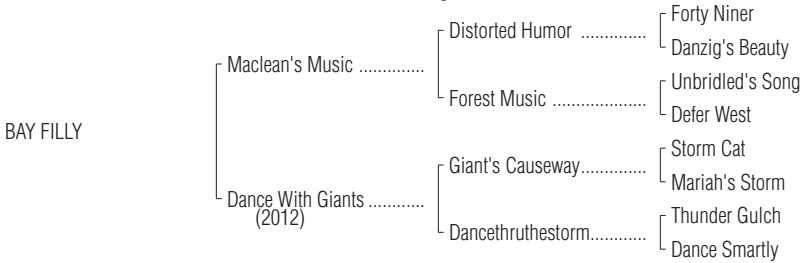 Forty Niner
Distorted Humor ..............
Danzig's Beauty
Maclean's Music ..............
Unbridled's Song
Forest Music ....................
Defer West
BAY FILLY
Storm Cat
Giant's Causeway..............
Mariah's Storm
Dance With Giants ............
(2012)
Thunder Gulch
Dancethruthestorm............
Dance Smartly